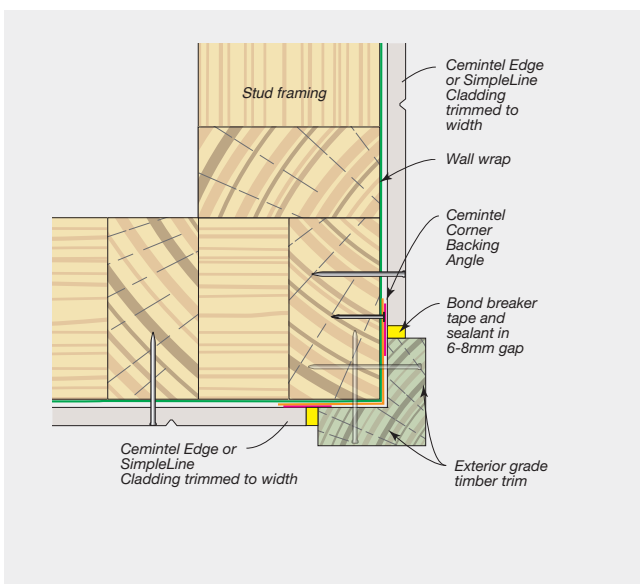 Stud framing
Cemintel Edge
or SimpleLine
Cladding
trimmed to
width
Wall wrap
Cemintel
Corner
Backing
Angle
Bond breaker
tape and
sealant in
6-8mm gap
Cemintel Edge or
SimpleLine
Cladding trimmed to width
Exterior grade
timber trim